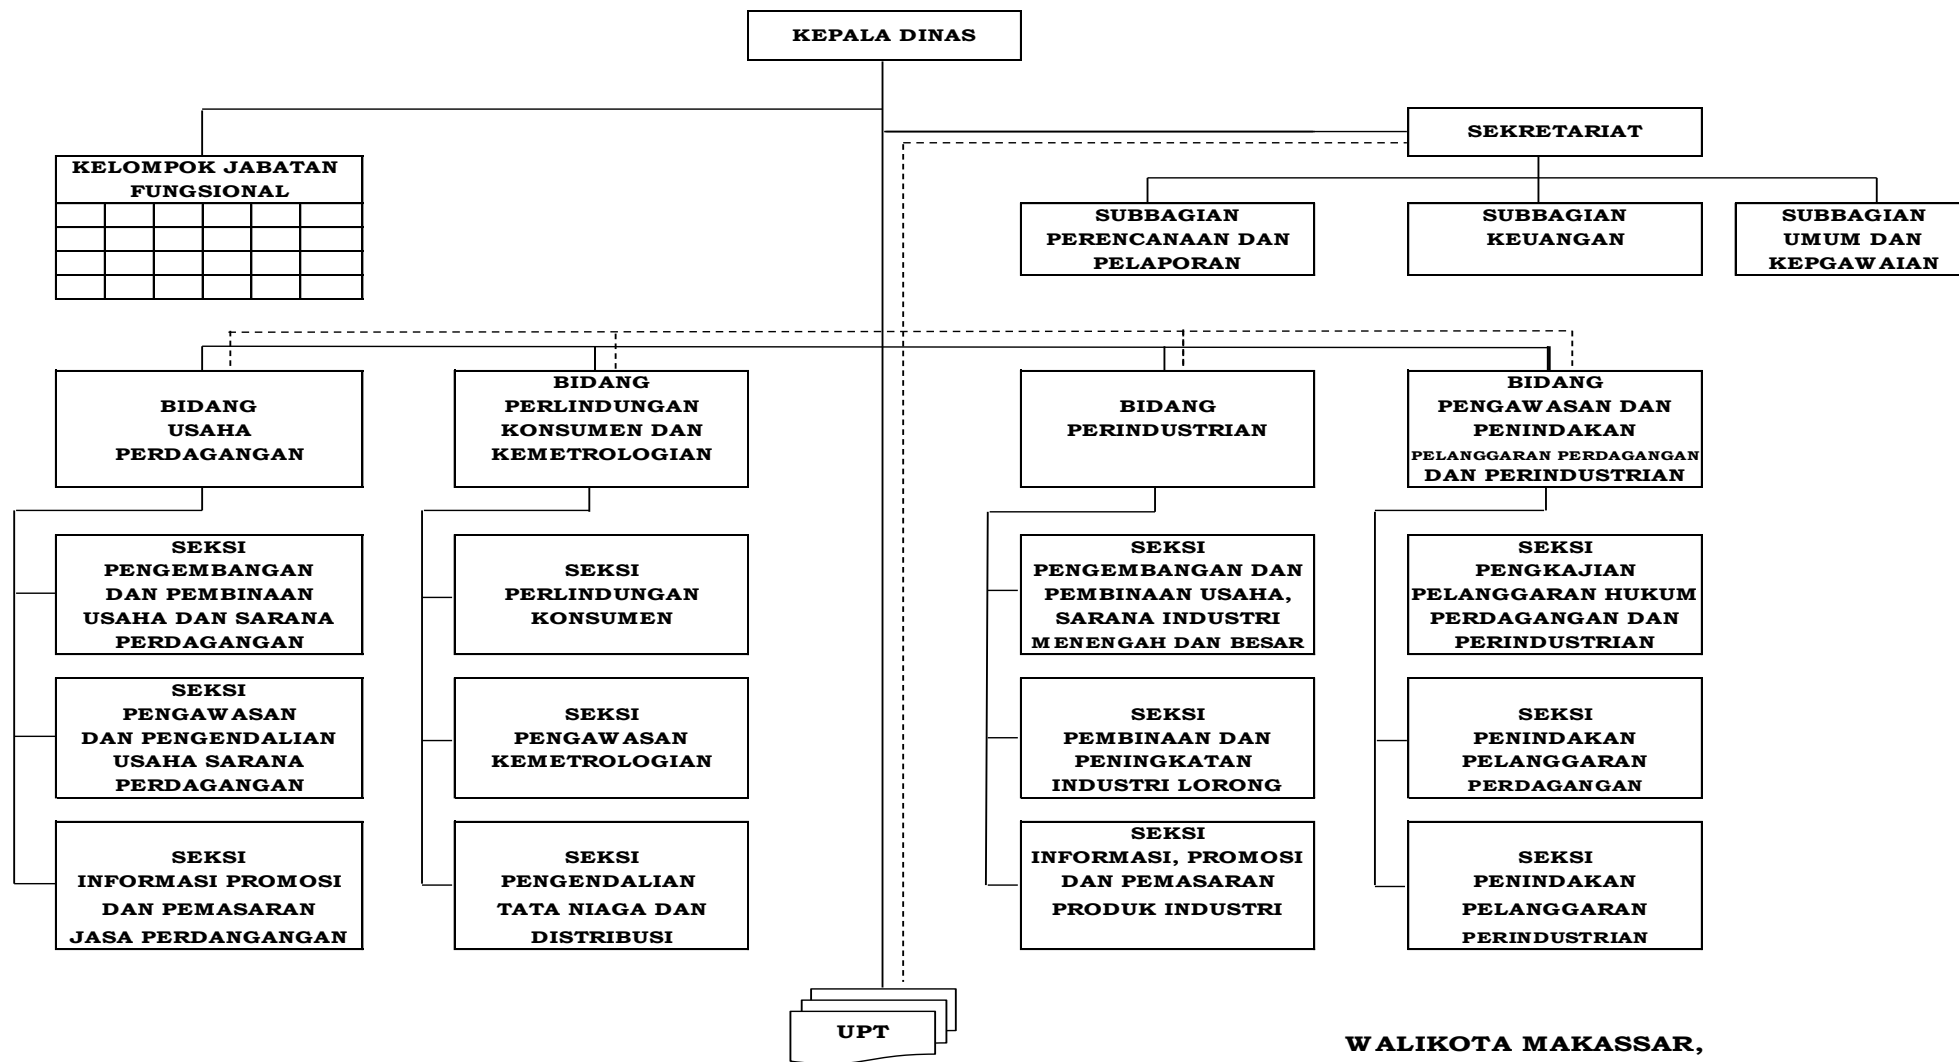 KEPALA DINAS
SEKRETARIAT
KELOMPOK JABATAN
FUNGSIONAL
SUBBAGIAN
PERENCANAAN DAN
PELAPORAN
SUBBAGIAN
KEUANGAN
SUBBAGIAN
UMUM DAN
KEPGAWAIAN
BIDANG
USAHA
PERDAGANGAN
BIDANG
PERLINDUNGAN
KONSUMEN DAN
KEMETROLOGIAN
BIDANG
PERINDUSTRIAN
BIDANG
PENGAWASAN DAN
PENINDAKAN
PELANGGARAN PERDAGANGAN
DAN PERINDUSTRIAN
SEKSI
PENGEMBANGAN
DAN PEMBINAAN
USAHA DAN SARANA
PERDAGANGAN
SEKSI
PERLINDUNGAN
KONSUMEN
SEKSI
PENGEMBANGAN DAN
PEMBINAAN USAHA,
SARANA INDUSTRI
MENENGAH DAN BESAR
SEKSI
PENGKAJIAN
PELANGGARAN HUKUM
PERDAGANGAN DAN
PERINDUSTRIAN
SEKSI
PENGAWASAN
DAN PENGENDALIAN
USAHA SARANA
PERDAGANGAN
SEKSI
PENGAWASAN
KEMETROLOGIAN
SEKSI
PEMBINAAN DAN
PENINGKATAN
INDUSTRI LORONG
SEKSI
PENINDAKAN
PELANGGARAN
PERDAGANGAN
SEKSI
INFORMASI PROMOSI
DAN PEMASARAN
JASA PERDANGANGAN
SEKSI
PENGENDALIAN
TATA NIAGA DAN
DISTRIBUSI
SEKSI
INFORMASI, PROMOSI
DAN PEMASARAN
PRODUK INDUSTRI
SEKSI
PENINDAKAN
PELANGGARAN
PERINDUSTRIAN
UPT
WALIKOTA MAKASSAR,